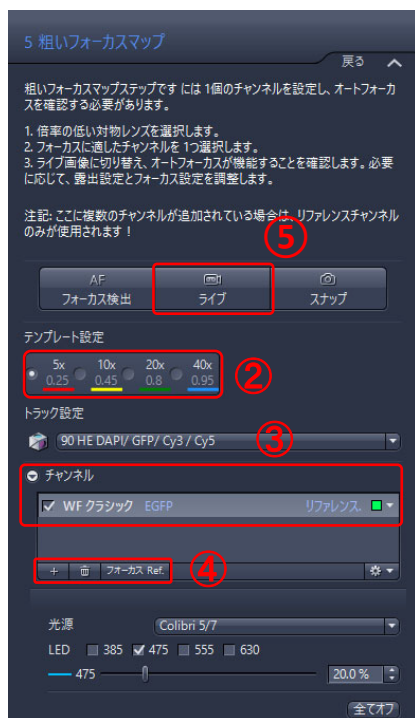 5 粗いフォーカスマップ
戻る
粗いフォーカスマップステップです には 1個のチャンネルを設定し、オートフォーカ
スを確認する必要があります。
1. 倍率の低い対物レンズを選択します。
2. フォーカスに適したチャンネルを 1つ選択します。
3. ライブ画像に切り替え、オートフォーカスが機能することを確認します。必要
に応じて、露出設定とフォーカス設定を調整します。
注記: ここに複数のチャンネルが追加されている場合は、リファレンスチャンネル
のみが使用されます！
⑤
AF
フォーカス検出
ライブ
スナップ
テンプレート設定
5x 10x 20x 40x
0.25 0.45 0.8 0.95
②
トラック設定
90 HE DAPI/ GFP/ Cy3 / Cy5
③
チャンネル
WF クラシック EGFP リファレンス.
+ フォーカス Ref.
④
光源 Colibri 5/7
LED 385 475 555 630
475 20.0 %
全てオフ